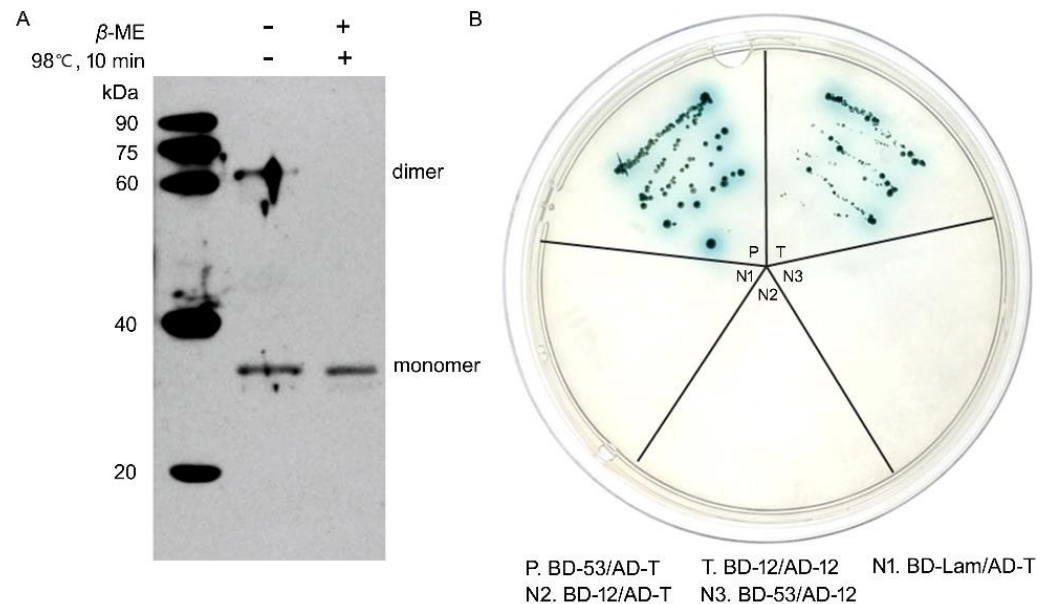 A
β-ME - +
98℃, 10 min - +
kDa
90
75
60
40
20
dimer
monomer
B
P T
N1 N3
N2
P. BD-53/AD-T T. BD-12/AD-12 N1. BD-Lam/AD-T
N2. BD-12/AD-T N3. BD-53/AD-12